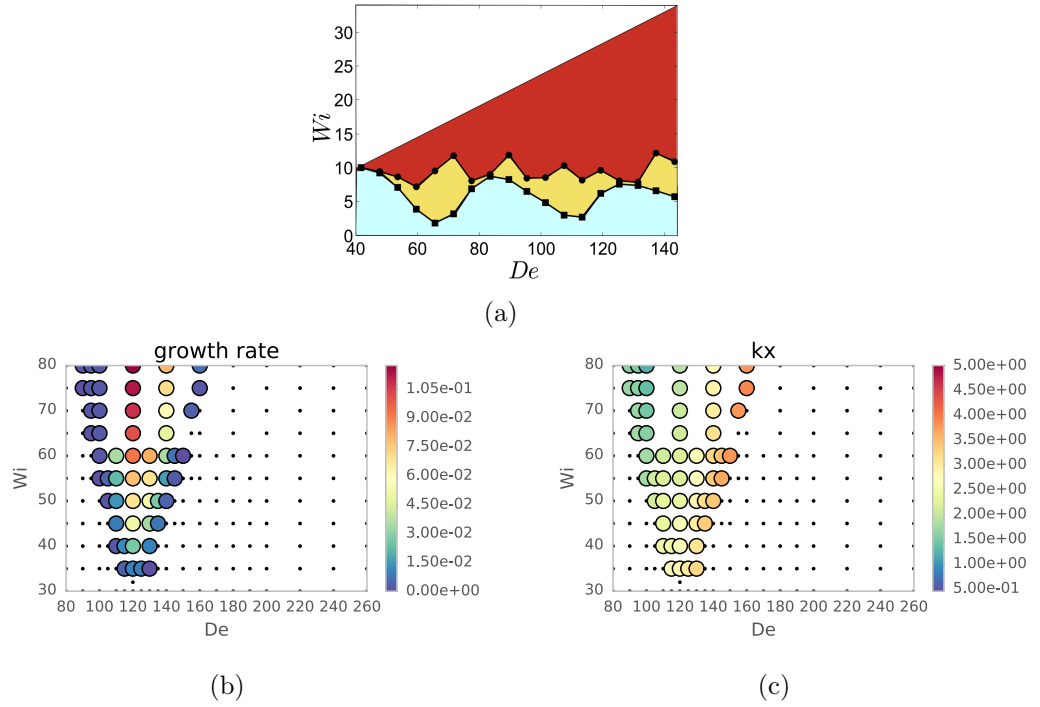 30
25
20
15
10
5
0
Wi
40 60 80 100 120 140
De
(a)
growth rate
80
70
60
50
40
30
Wi
80 100 120 140 160 180 200 220 240 260
De
1.05e-01
9.00e-02
7.50e-02
6.00e-02
4.50e-02
3.00e-02
1.50e-02
0.00e+00
(b)
kx
80
70
60
50
40
30
Wi
80 100 120 140 160 180 200 220 240 260
De
5.00e+00
4.50e+00
4.00e+00
3.50e+00
3.00e+00
2.50e+00
2.00e+00
1.50e+00
1.00e+00
5.00e-01
(c)